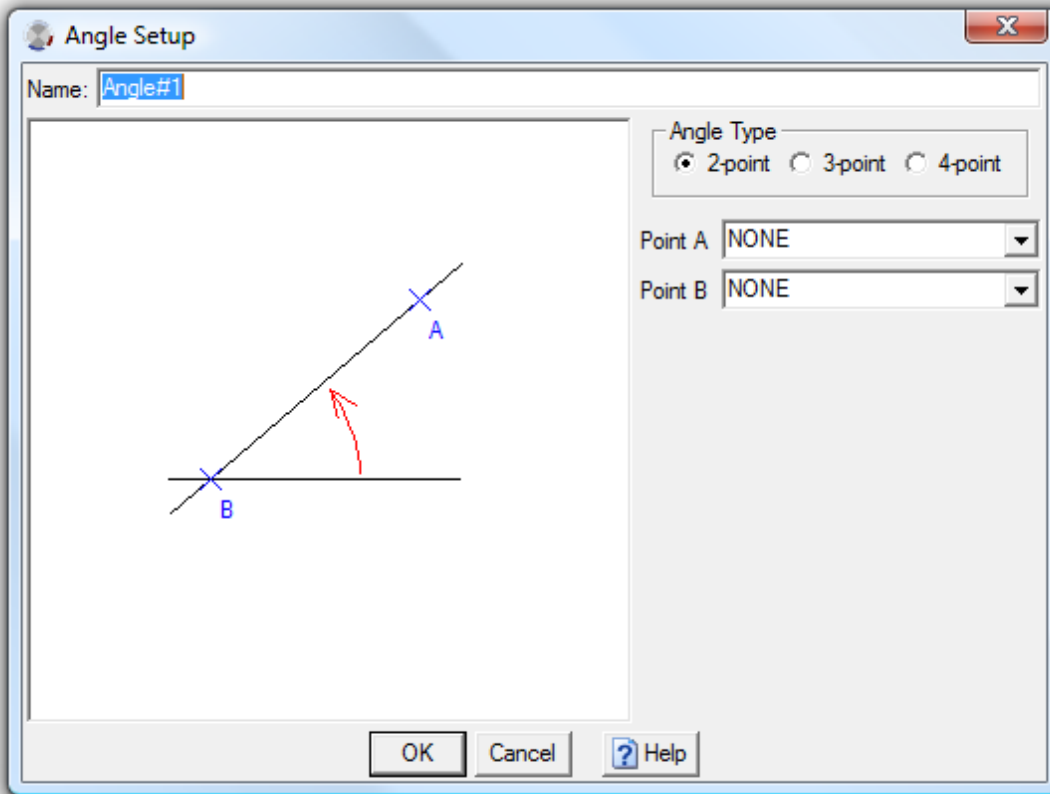 Angle Setup
Name: Angle#1
Angle Type
2-point 3-point 4-point
Point A NONE
Point B NONE
A
B
OK Cancel Help